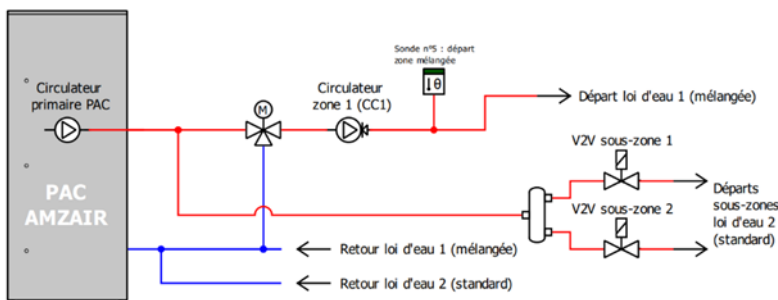 Sonde n°5 : départ
zone mélangée
θ
Circulateur
primaire PAC
M
Circulateur
zone 1 (CC1)
Départ loi d'eau 1 (mélangée)
V2V sous-zone 1
PAC
AMZAIR
Départs
sous-zones
loi d'eau 2
(standard)
V2V sous-zone 2
Retour loi d'eau 1 (mélangée)
Retour loi d'eau 2 (standard)